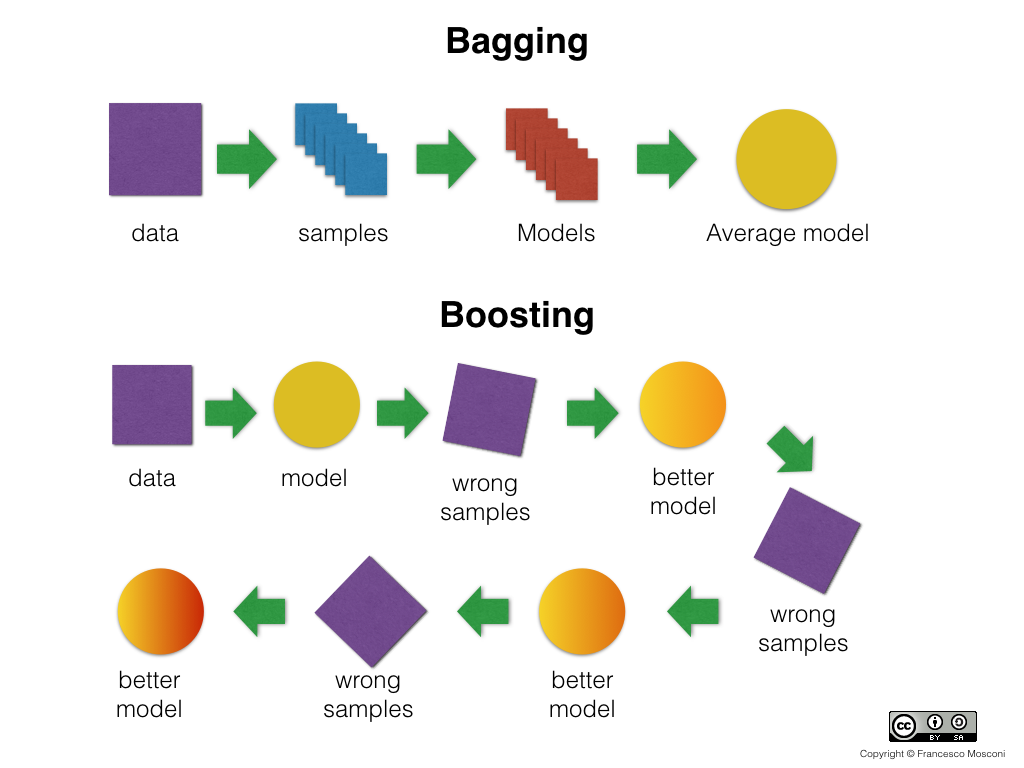 Bagging
data
samples
Models
Average model
Boosting
data
model
wrong
samples
better
model
wrong
samples
better
model
wrong
samples
better
model
cc
BY SA
Copyright © Francesco Mosconi